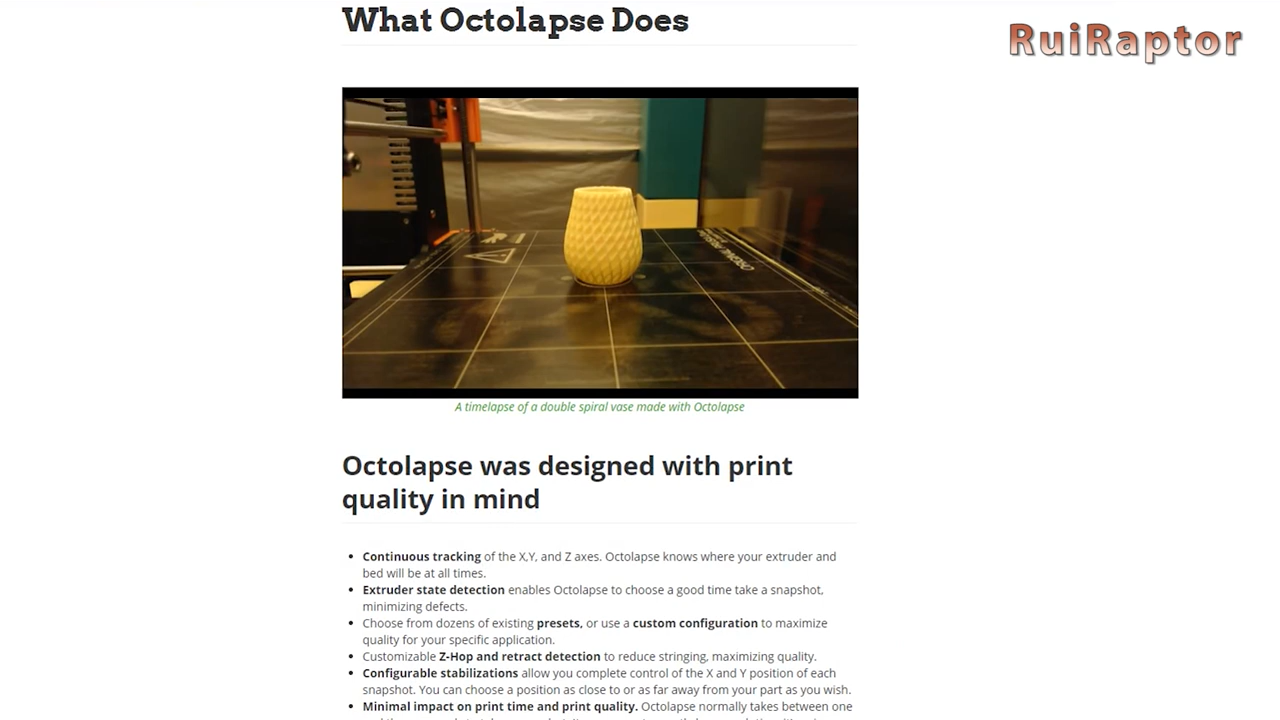 What Octolapse Does
RuiRaptor
A timelapse of a double spiral vase made with Octolapse
Octolapse was designed with print
quality in mind
Continuous tracking of the X,Y, and Z axes. Octolapse knows where your extruder and
bed will be at all times.
Extruder state detection enables Octolapse to choose a good time take a snapshot,
minimizing defects.
Choose from dozens of existing presets, or use a custom configuration to maximize
quality for your specific application.
Customizable Z-Hop and retract detection to reduce stringing, maximizing quality.
Configurable stabilizations allow you complete control of the X and Y position of each
snapshot. You can choose a position as close to or as far away from your part as you wish.
Minimal impact on print time and print quality. Octolapse normally takes between one